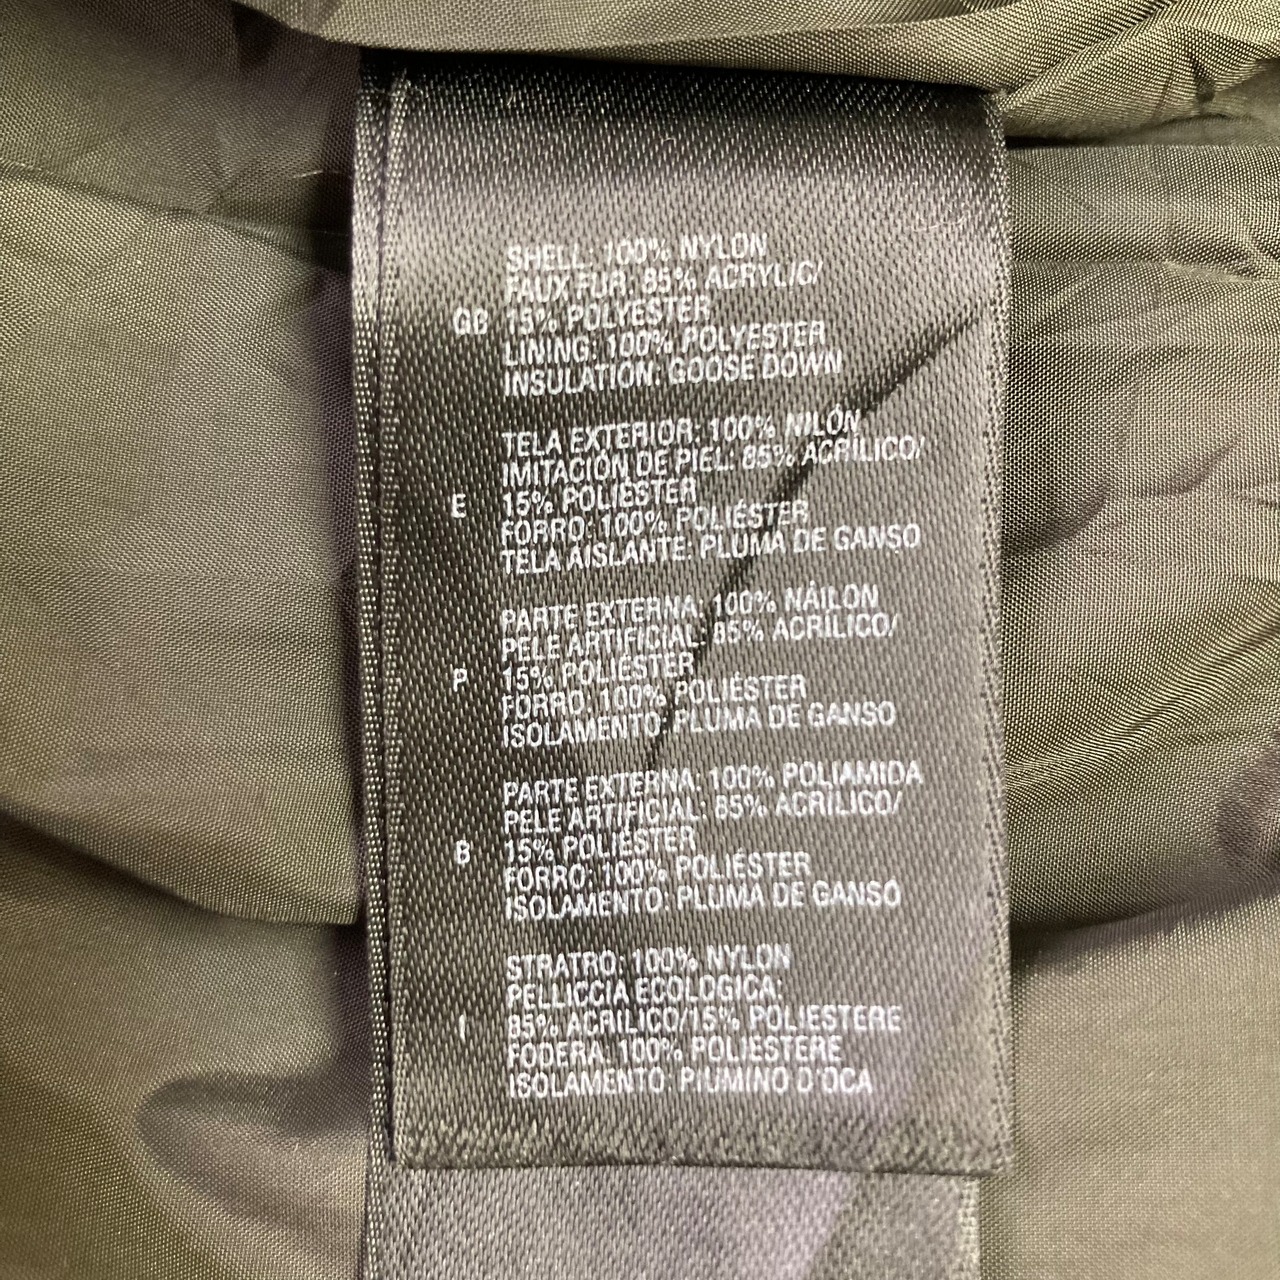 SHELL: 100% NYLON
FAUX FUR: 85% ACRYLIC/
GB 15% POLYESTER
LINING: 100% POLYESTER
INSULATION: GOOSE DOWN
TELA EXTERIOR: 100% NILÓN
IMITACIÓN DE PIEL: 85% ACRÍLICO/
E 15% POLIÉSTER
FORRO: 100% POLIÉSTER
TELA AISLANTE: PLUMA DE GANSO
PARTE EXTERNA: 100% NÁILON
PELE ARTIFICIAL: 85% ACRÍLICO/
P 15% POLIÉSTER
FORRO: 100% POLIÉSTER
ISOLAMENTO: PLUMA DE GANSO
PARTE EXTERNA: 100% POLIAMIDA
PELE ARTIFICIAL: 85% ACRÍLICO/
B 15% POLIÉSTER
FORRO: 100% POLIÉSTER
ISOLAMENTO: PLUMA DE GANSO
STRATRO: 100% NYLON
PELLICCIA ECOLOGICA:
I 85% ACRILICO/15% POLIESTERE
FODERA: 100% POLIESTERE
ISOLAMENTO: PIUMINO D'OCA